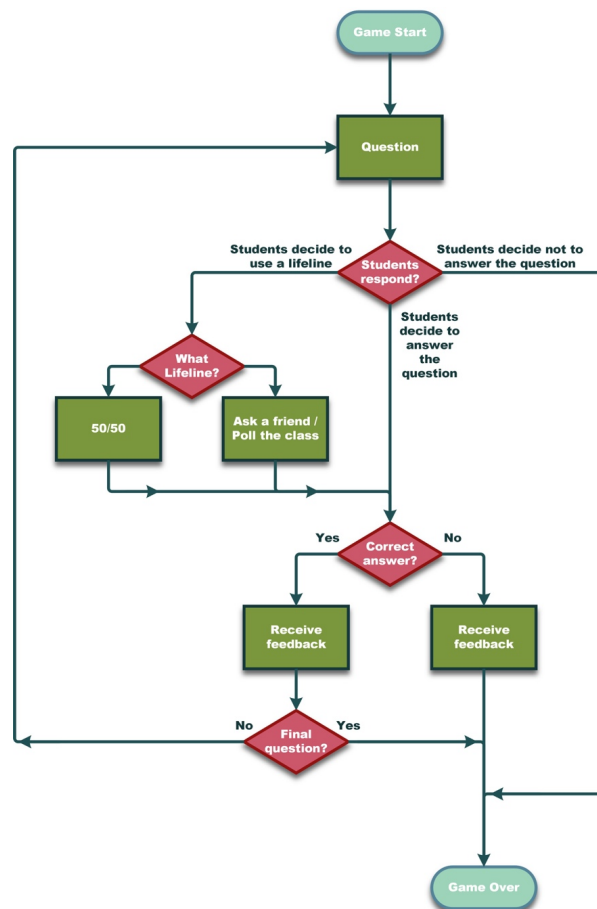 Game Start
Question
Students decide to
use a lifeline
Students
respond?
Students decide not to
answer the question
Students
decide to
answer
the
question
What
Lifeline?
50/50
Ask a friend /
Poll the class
Yes
Correct
answer?
No
Receive
feedback
Receive
feedback
No
Final
question?
Yes
Game Over